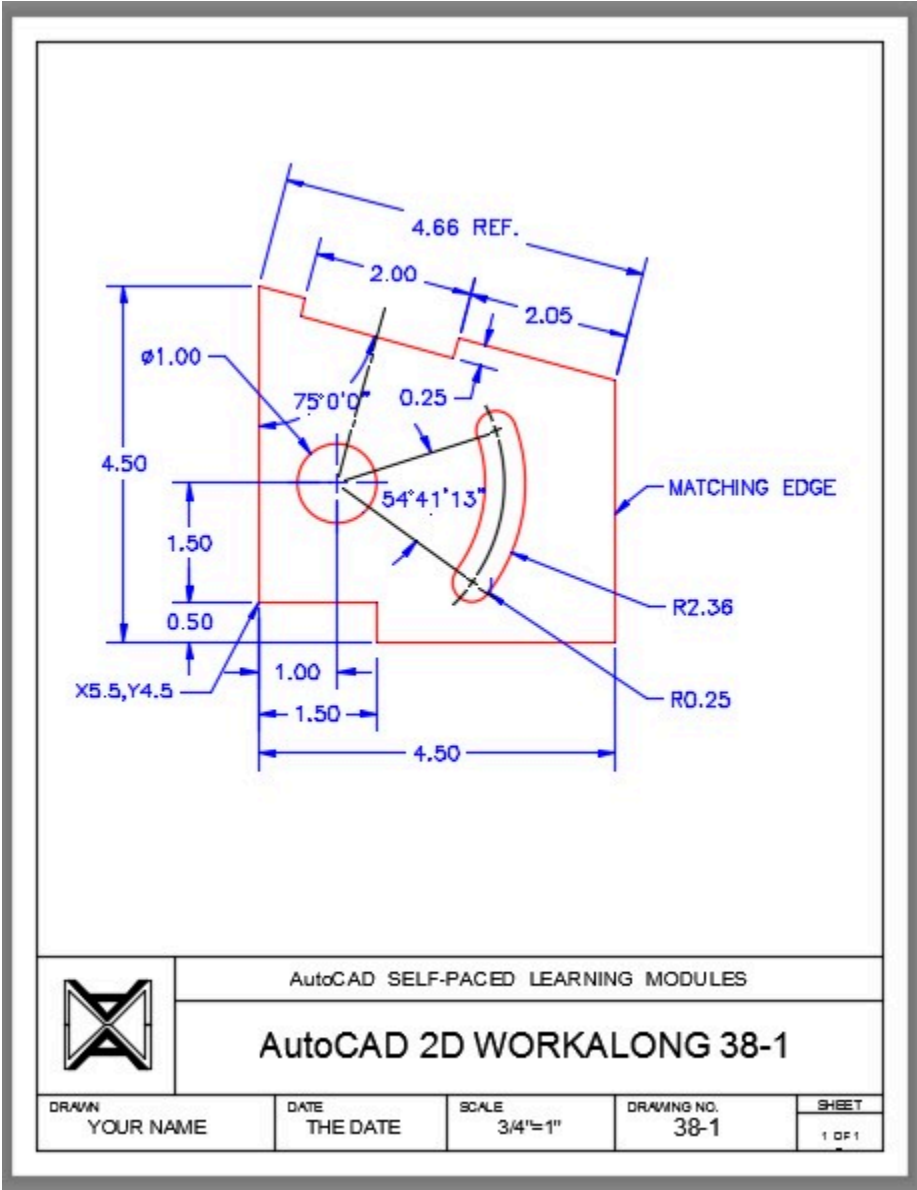 4.66 REF.
2.00
2.05
ø1.00
75°0'0"
0.25
4.50
54°41'13"
MATCHING EDGE
1.50
R2.36
0.50
1.00
X5.5,Y4.5
R0.25
1.50
4.50
AutoCAD SELF-PACED LEARNING MODULES
AutoCAD 2D WORKALONG 38-1
DRAWN
YOUR NAME
DATE
THE DATE
SCALE
3/4"=1"
DRAWING NO.
38-1
SHEET
1 OF 1